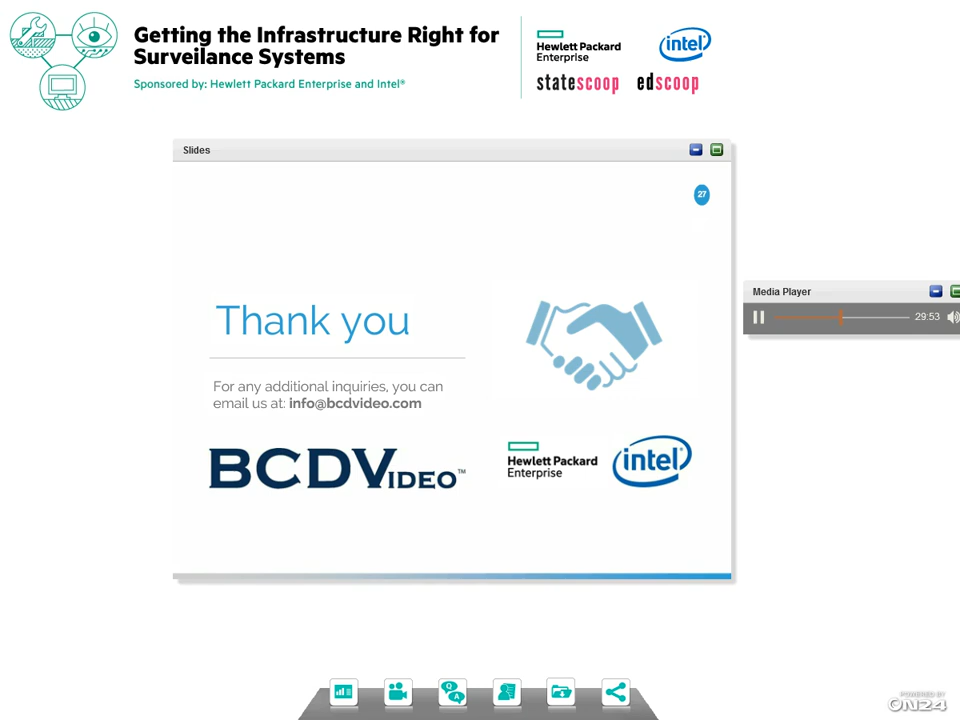 Getting the Infrastructure Right for
Surveilance Systems
Sponsored by: Hewlett Packard Enterprise and Intel®
Hewlett Packard
Enterprise
intel®
statescoop
edscoop
Slides
27
Thank you
For any additional inquiries, you can
email us at: info@bcdvideo.com
BCDVIDEO™
Hewlett Packard
Enterprise
intel®
Media Player
29:53
Q
A
POWERED BY
ON24